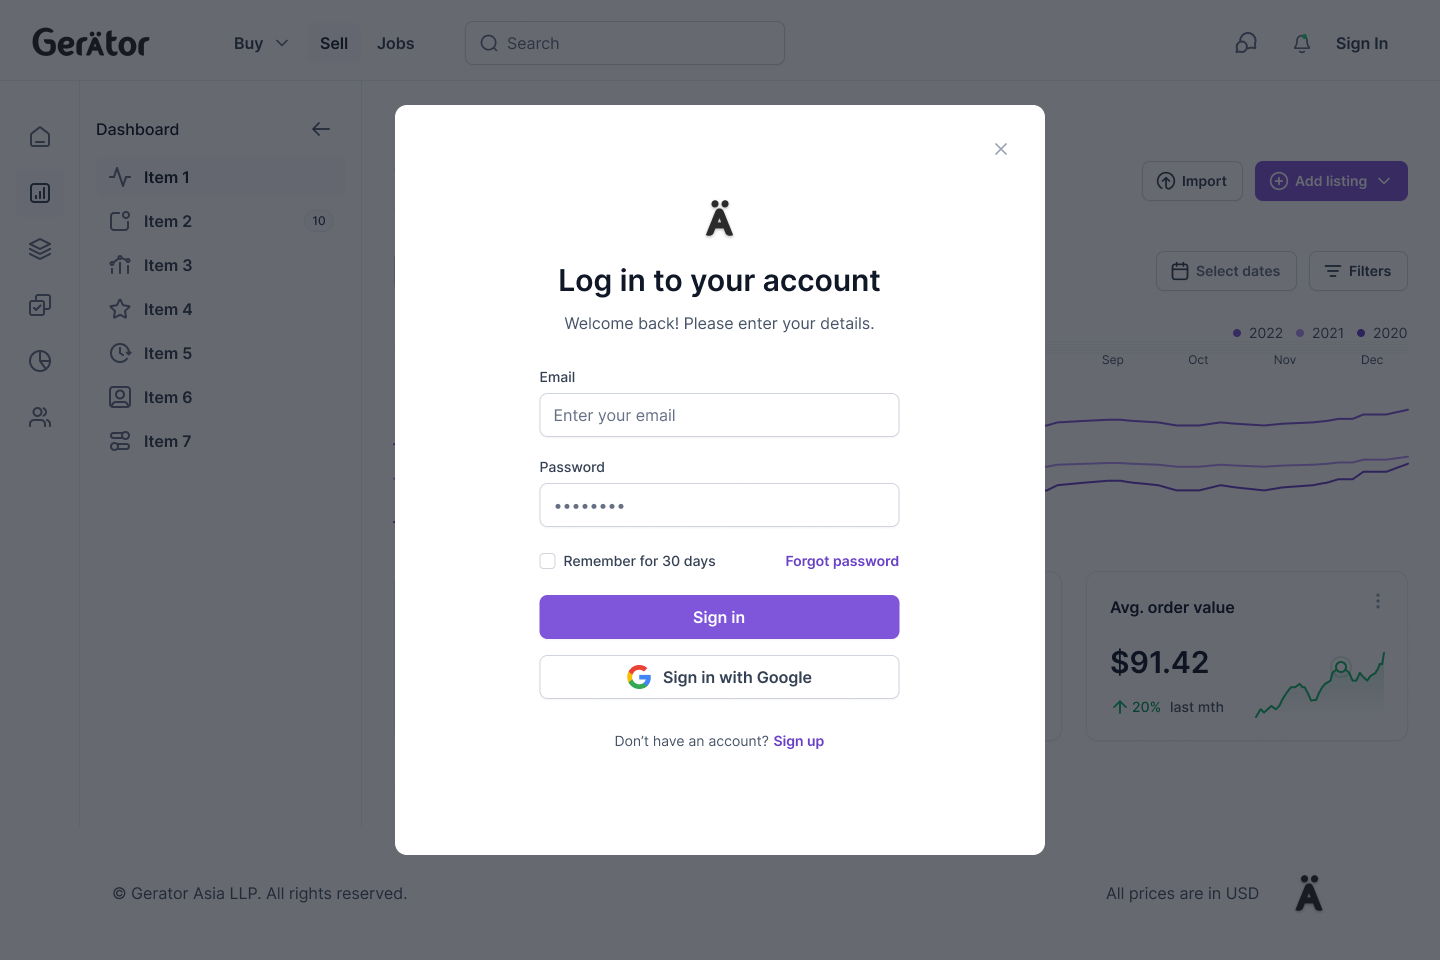 Gerätor
Buy Sell Jobs Search Sign In
Dashboard
Item 1
Item 2 10
Item 3
Item 4
Item 5
Item 6
Item 7
Import Add listing
Select dates Filters
2022 2021 2020
Sep Oct Nov Dec
Ä
Log in to your account
Welcome back! Please enter your details.
Email
Enter your email
Password
••••••••
Remember for 30 days Forgot password
Sign in
Sign in with Google
Don’t have an account? Sign up
Avg. order value
$91.42
20% last mth
© Gerator Asia LLP. All rights reserved.
All prices are in USD Ä